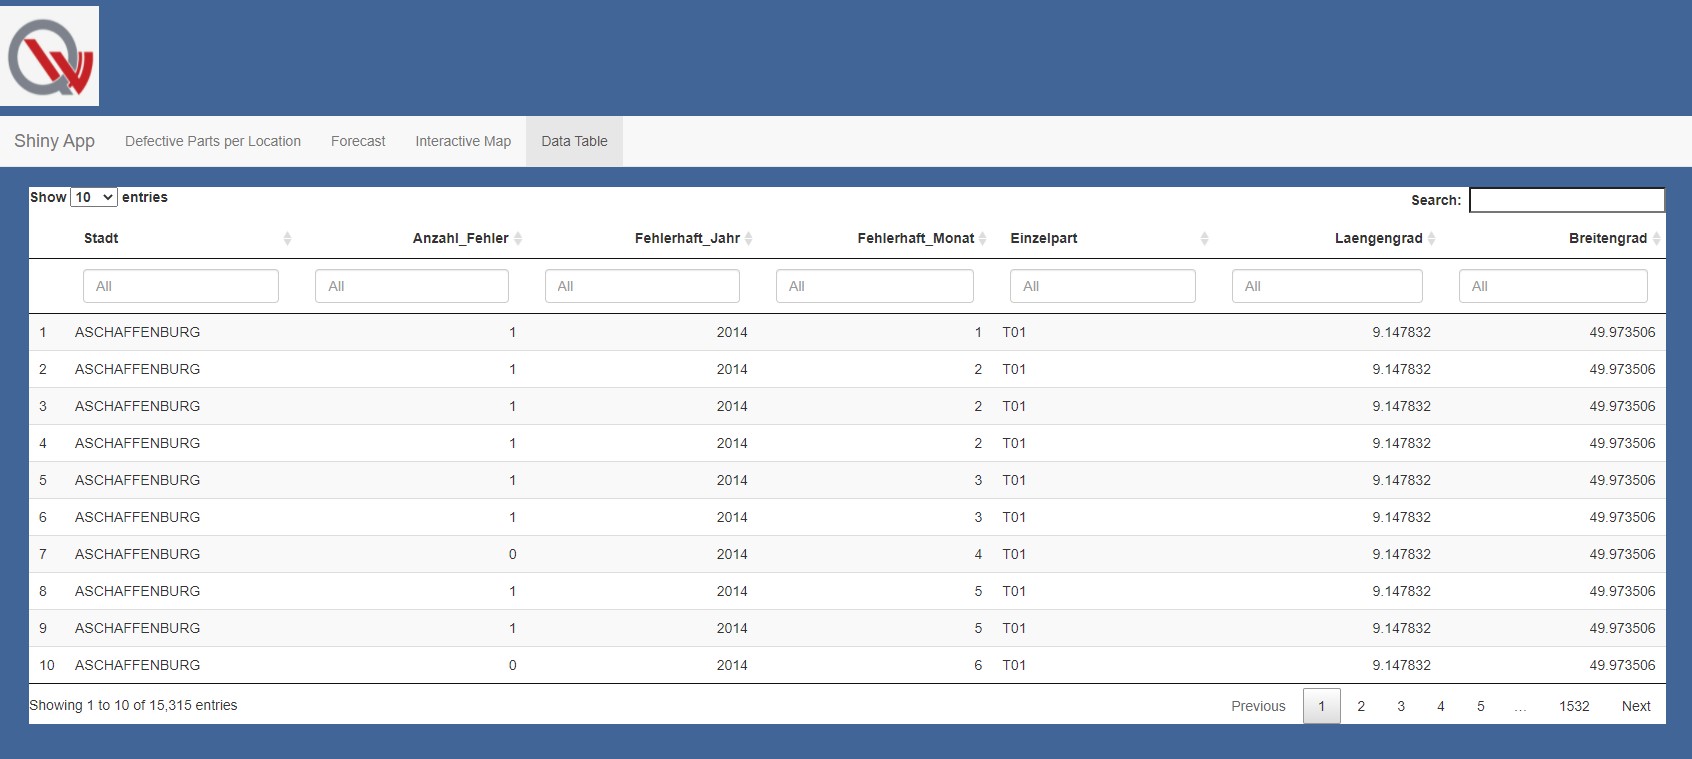 QW
Shiny App Defective Parts per Location Forecast Interactive Map Data Table
Show 10 entries Search:
Stadt Anzahl_Fehler Fehlerhaft_Jahr Fehlerhaft_Monat Einzelpart Laengengrad Breitengrad
All All All All All All All
1 ASCHAFFENBURG 1 2014 1 T01 9.147832 49.973506
2 ASCHAFFENBURG 1 2014 2 T01 9.147832 49.973506
3 ASCHAFFENBURG 1 2014 2 T01 9.147832 49.973506
4 ASCHAFFENBURG 1 2014 2 T01 9.147832 49.973506
5 ASCHAFFENBURG 1 2014 3 T01 9.147832 49.973506
6 ASCHAFFENBURG 1 2014 3 T01 9.147832 49.973506
7 ASCHAFFENBURG 0 2014 4 T01 9.147832 49.973506
8 ASCHAFFENBURG 1 2014 5 T01 9.147832 49.973506
9 ASCHAFFENBURG 1 2014 5 T01 9.147832 49.973506
10 ASCHAFFENBURG 0 2014 6 T01 9.147832 49.973506
Showing 1 to 10 of 15,315 entries Previous 1 2 3 4 5 … 1532 Next